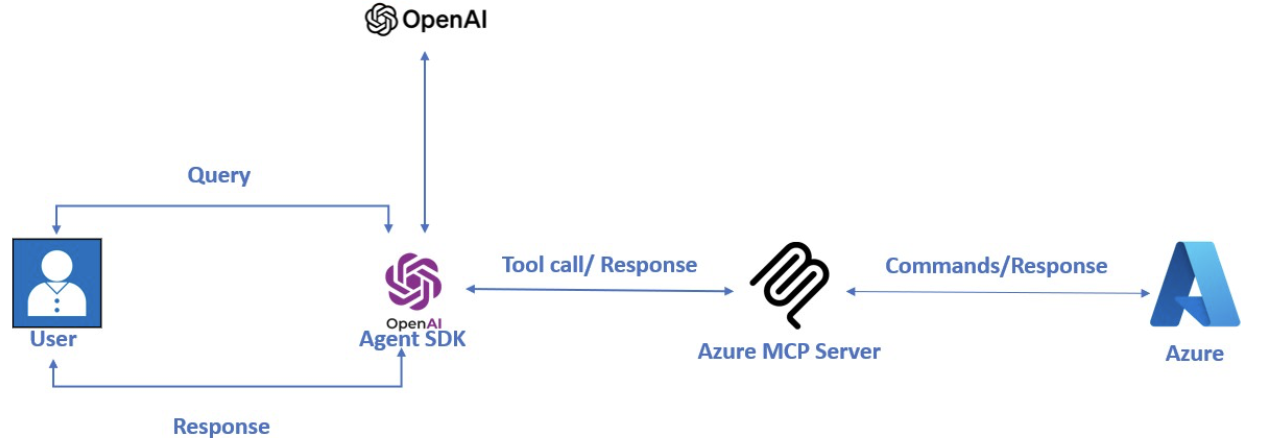 OpenAI
Query
Tool call/ Response
Commands/Response
OpenAI
User
Agent SDK
Azure MCP Server
Azure
Response